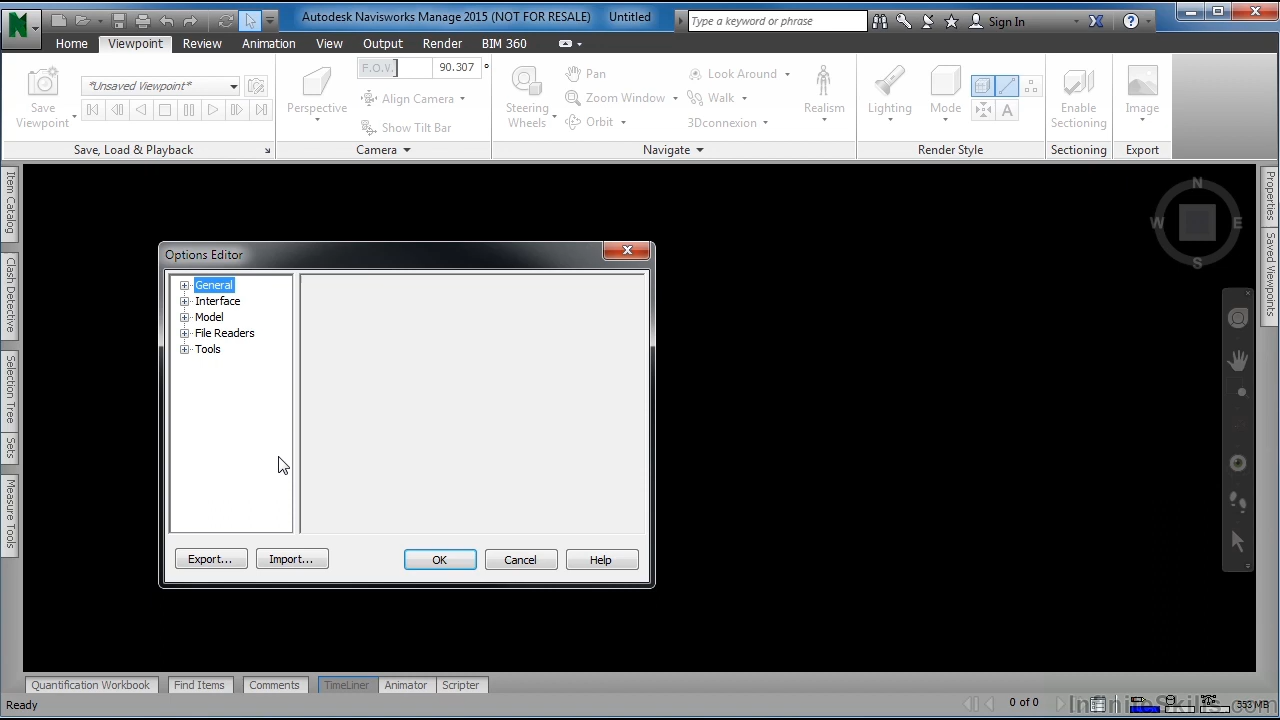 Autodesk Navisworks Manage 2015 (NOT FOR RESALE) Untitled
Type a keyword or phrase
Sign In
Home Viewpoint Review Animation View Output Render BIM 360
Save Viewpoint
*Unsaved Viewpoint*
Save, Load & Playback
Perspective
F.O.V. 90.307 °
Align Camera
Show Tilt Bar
Camera
Steering Wheels
Pan
Zoom Window
Orbit
Look Around
Walk
3Dconnexion
Realism
Navigate
Lighting
Mode
A
Render Style
Enable Sectioning
Sectioning
Image
Export
Item Catalog
Clash Detective
Selection Tree
Sets
Measure Tools
Properties
Saved Viewpoints
N
W E
S
Options Editor
General
Interface
Model
File Readers
Tools
Export... Import... OK Cancel Help
Quantification Workbook Find Items Comments TimeLiner Animator Scripter
Ready
0 of 0
553 MB
InfiniteSkills.com